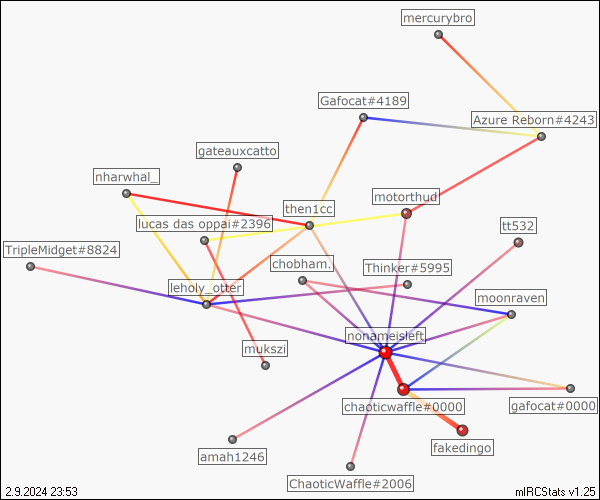 mercurybro
Gafocat#4189
Azure Reborn#4243
gateauxcatto
nharwhal_
motorthud
then1cc
lucas das oppai#2396
tt532
TripleMidget#8824
chobham.
Thinker#5995
leholy_otter
moonraven
nonameisleft
mukszi
chaoticwaffle#0000
gafocat#0000
fakedingo
amah1246
ChaoticWaffle#2006
2.9.2024 23:53
mIRCStats v1.25